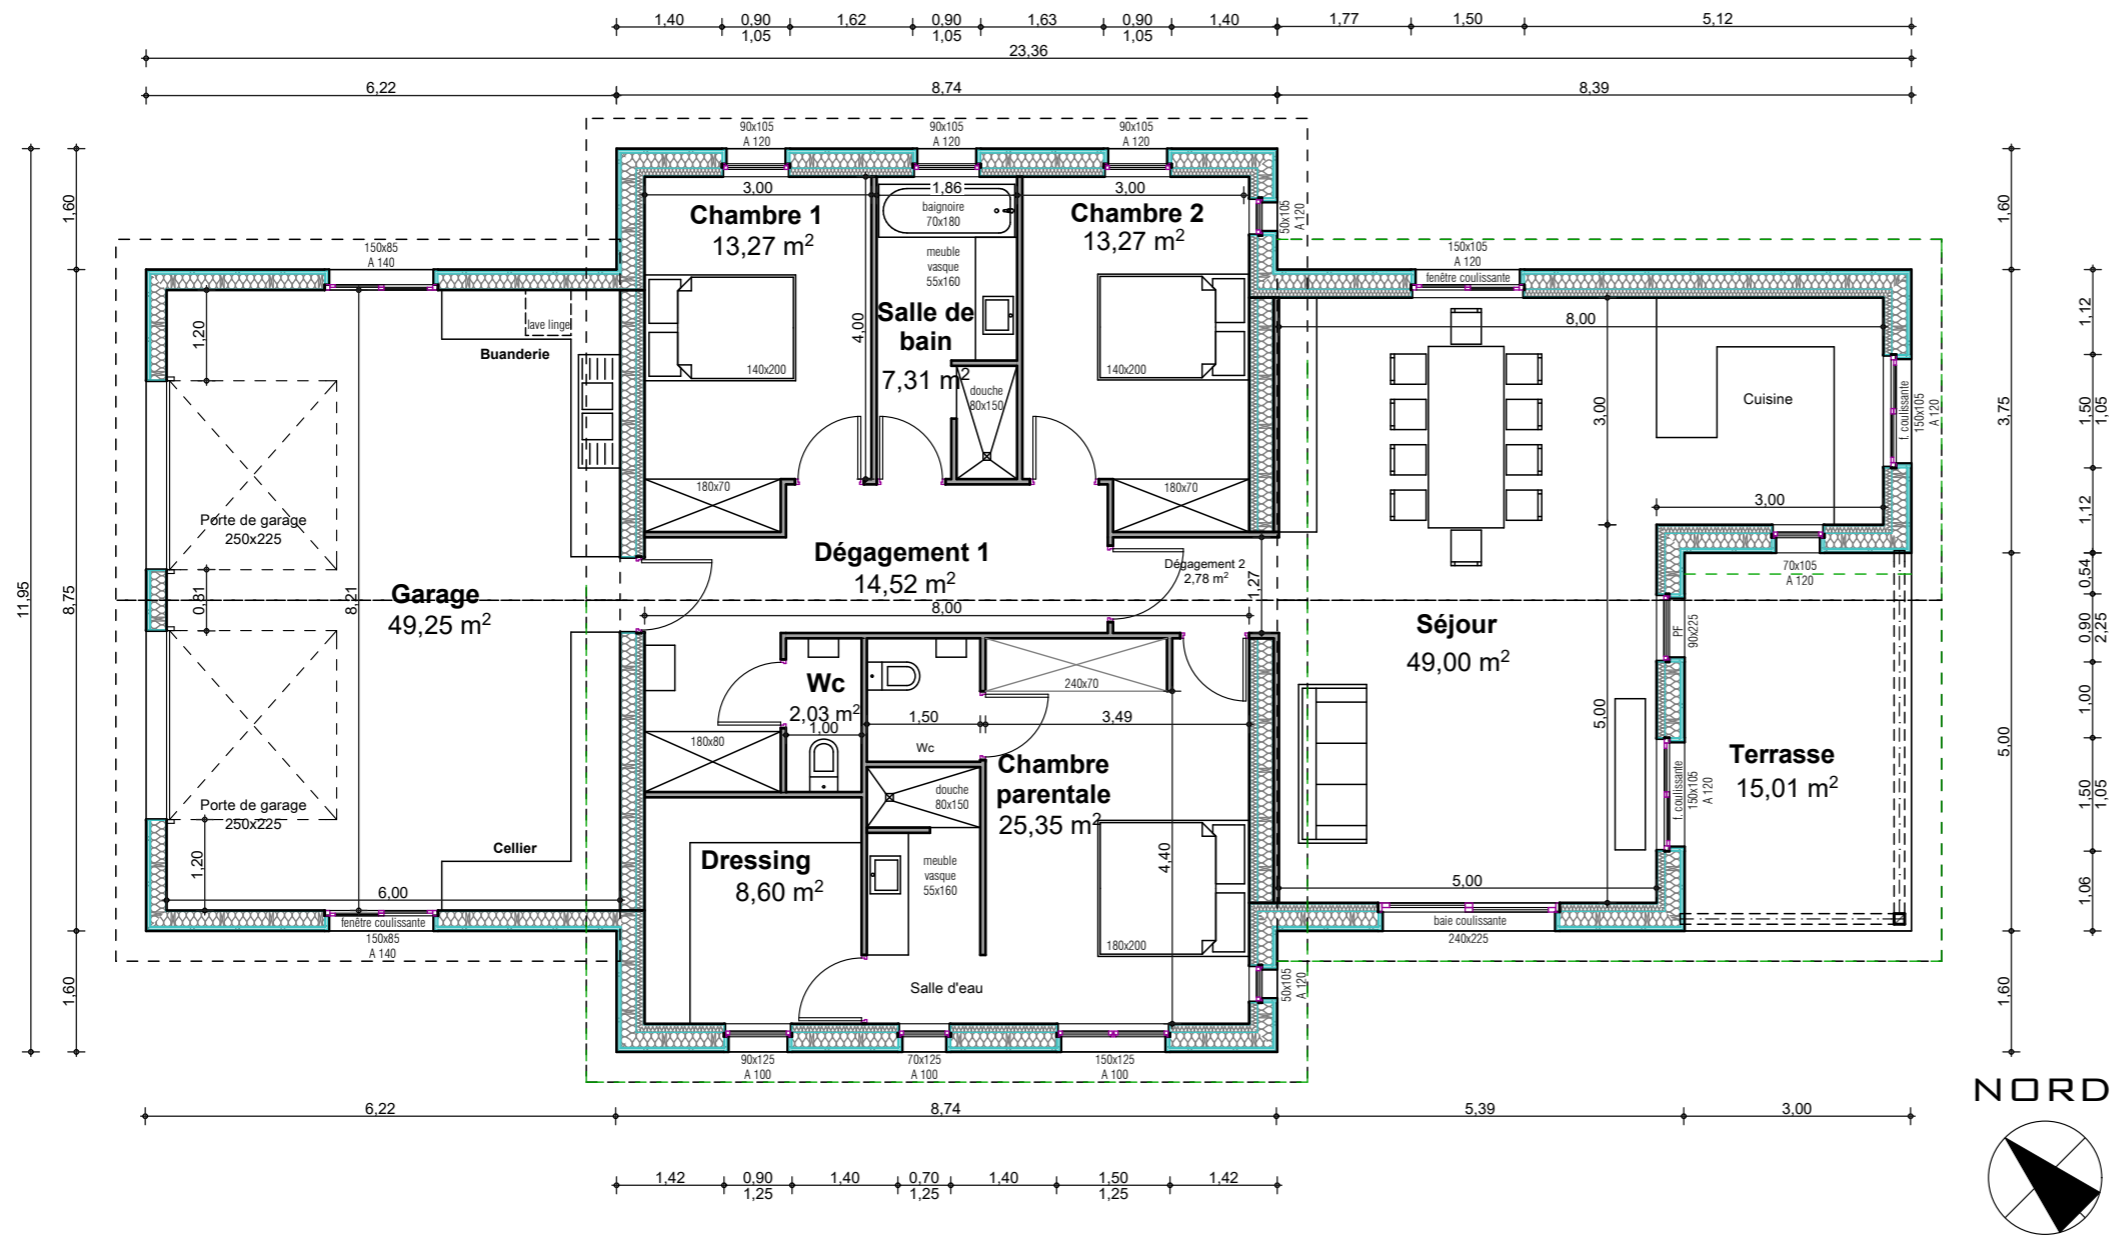 1,40 0,90 1,62 0,90 1,63 0,90 1,40 1,77 1,50 5,12
1,05 1,05 1,05
23,36
6,22 8,74 8,39
90x105 90x105 90x105
A 120 A 120 A 120
11,95
1,60
8,75
1,60
150x85
A 140
1,20
Porte de garage
250x225
0,81
Porte de garage
250x225
1,20
8,21
lave linge
Buanderie
Garage
49,25 m²
Cellier
6,00
fenêtre coulissante
150x85
A 140
3,00
Chambre 1
13,27 m²
140x200
4,00
180x70
1,86
baignoire
70x180
meuble
vasque
55x160
Salle de
bain
7,31 m²
douche
80x150
3,00
Chambre 2
13,27 m²
140x200
180x70
50x105
A 120
Dégagement 1
14,52 m²
8,00
Dégagement 2
2,78 m²
1,27
Wc
2,03 m²
1,00
180x80
1,50
Wc
240x70
3,49
Chambre
parentale
25,35 m²
4,40
180x200
douche
80x150
meuble
vasque
55x160
Dressing
8,60 m²
Salle d'eau
50x105
A 120
90x125 70x125 150x125
A 100 A 100 A 100
150x105
A 120
fenêtre coulissante
8,00
3,00
Cuisine
f. coulissante
150x105
A 120
3,00
70x105
A 120
Séjour
49,00 m²
5,00
PF
90x225
f. coulissante
150x105
A 120
Terrasse
15,01 m²
5,00
baie coulissante
240x225
1,60
3,75
5,00
1,60
1,12
1,50
1,05
1,12
0,54
0,90
2,25
1,00
1,50
1,05
1,06
6,22 8,74 5,39 3,00
1,42 0,90 1,40 0,70 1,40 1,50 1,42
1,25 1,25 1,25
NORD